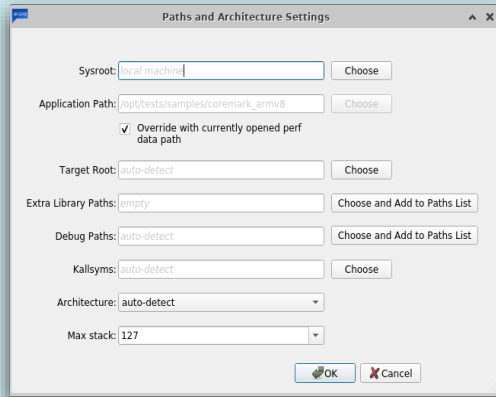 Paths and Architecture Settings
Sysroot: local machine Choose
Application Path: /opt/tests/samples/coremark_armv8 Choose
Override with currently opened perf
data path
Target Root: auto-detect Choose
Extra Library Paths: empty Choose and Add to Paths List
Debug Paths: auto-detect Choose and Add to Paths List
Kallsyms: auto-detect Choose
Architecture: auto-detect
Max stack: 127
OK Cancel